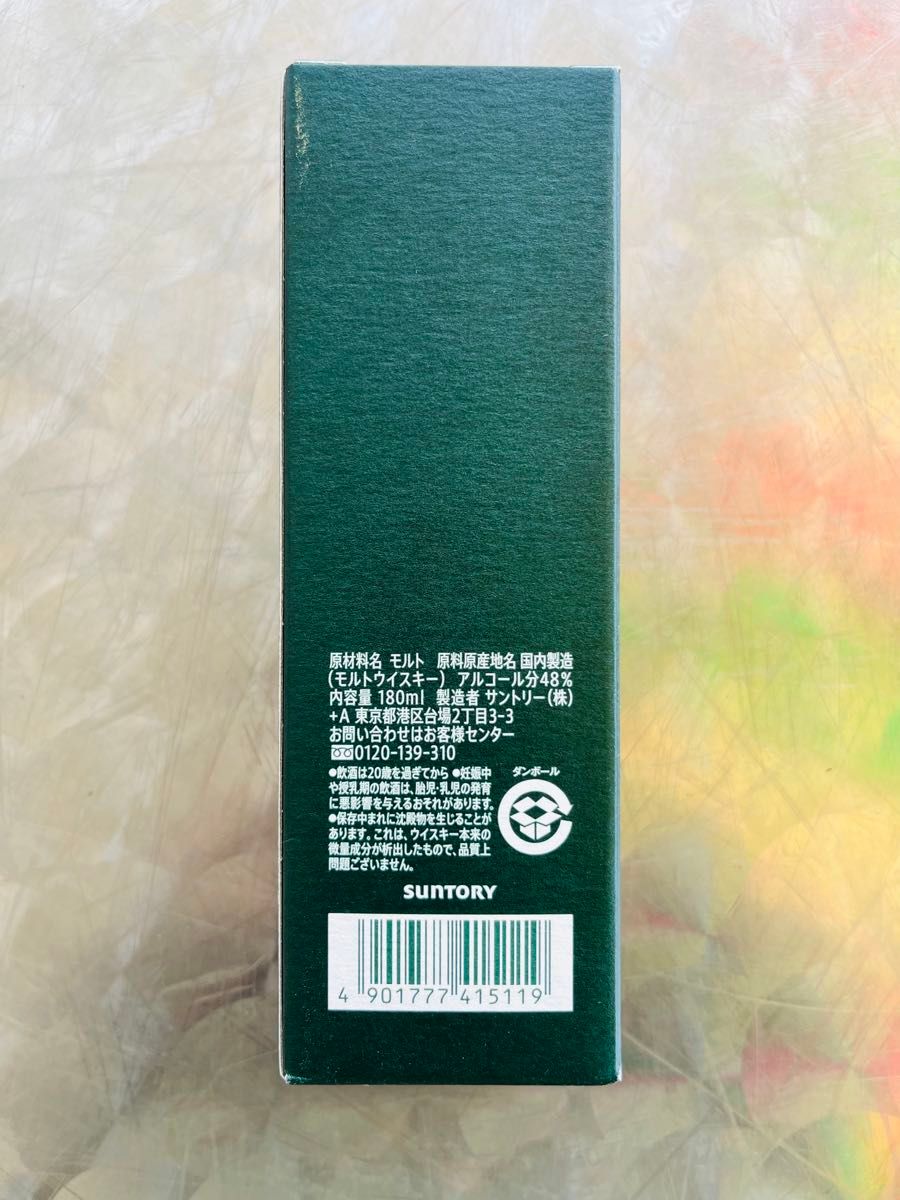 原材料名 モルト 原料原産地名 国内製造
(モルトウイスキー) アルコール分48%
内容量 180ml 製造者 サントリー(株)
+A 東京都港区台場2丁目3-3
お問い合わせはお客様センター
0120-139-310
●飲酒は20歳を過ぎてから ●妊娠中
や授乳期の飲酒は、胎児・乳児の発育
に悪影響を与えるおそれがあります。
●保存中まれに沈殿物を生じることが
あります。これは、ウイスキー本来の
微量成分が析出したもので、品質上
問題ございません。
ダンボール
SUNTORY
4 901777 415119